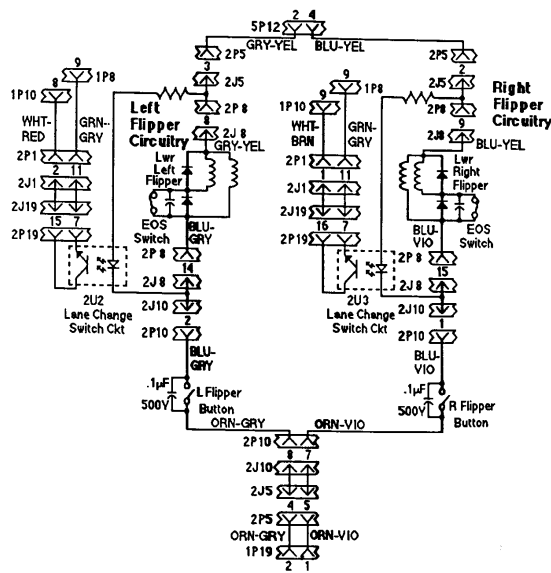 5P12
2 4
GRY-YEL BLU-YEL
2P5
3
2J5
2P8
8
2J8
GRY-YEL
Left
Flipper
Circuitry
9
1P8
8
1P10
WHT-
RED
GRN-
GRY
2P1
2 11
2J1
2J19
15 7
2P19
2U2
Lane Change
Switch Ckt
Lwr
Left
Flipper
EOS
Switch
BLU-
GRY
2P8
14
2J8
2J10
2
2P10
BLU-
GRY
.1µF
500V
L Flipper
Button
ORN-GRY
2P5
2
2J5
2P8
9
2J8
BLU-YEL
Right
Flipper
Circuitry
9
1P8
9
1P10
WHT-
BRN
GRN-
GRY
2P1
1 11
2J1
2J19
16 7
2P19
2U3
Lane Change
Switch Ckt
Lwr
Right
Flipper
EOS
Switch
BLU-
VIO
2P8
15
2J8
2J10
1
2P10
BLU-
VIO
.1µF
500V
R Flipper
Button
ORN-VIO
2P10
8 7
2J10
2J5
4 5
2P5
ORN-GRY ORN-VIO
1P19
2 1